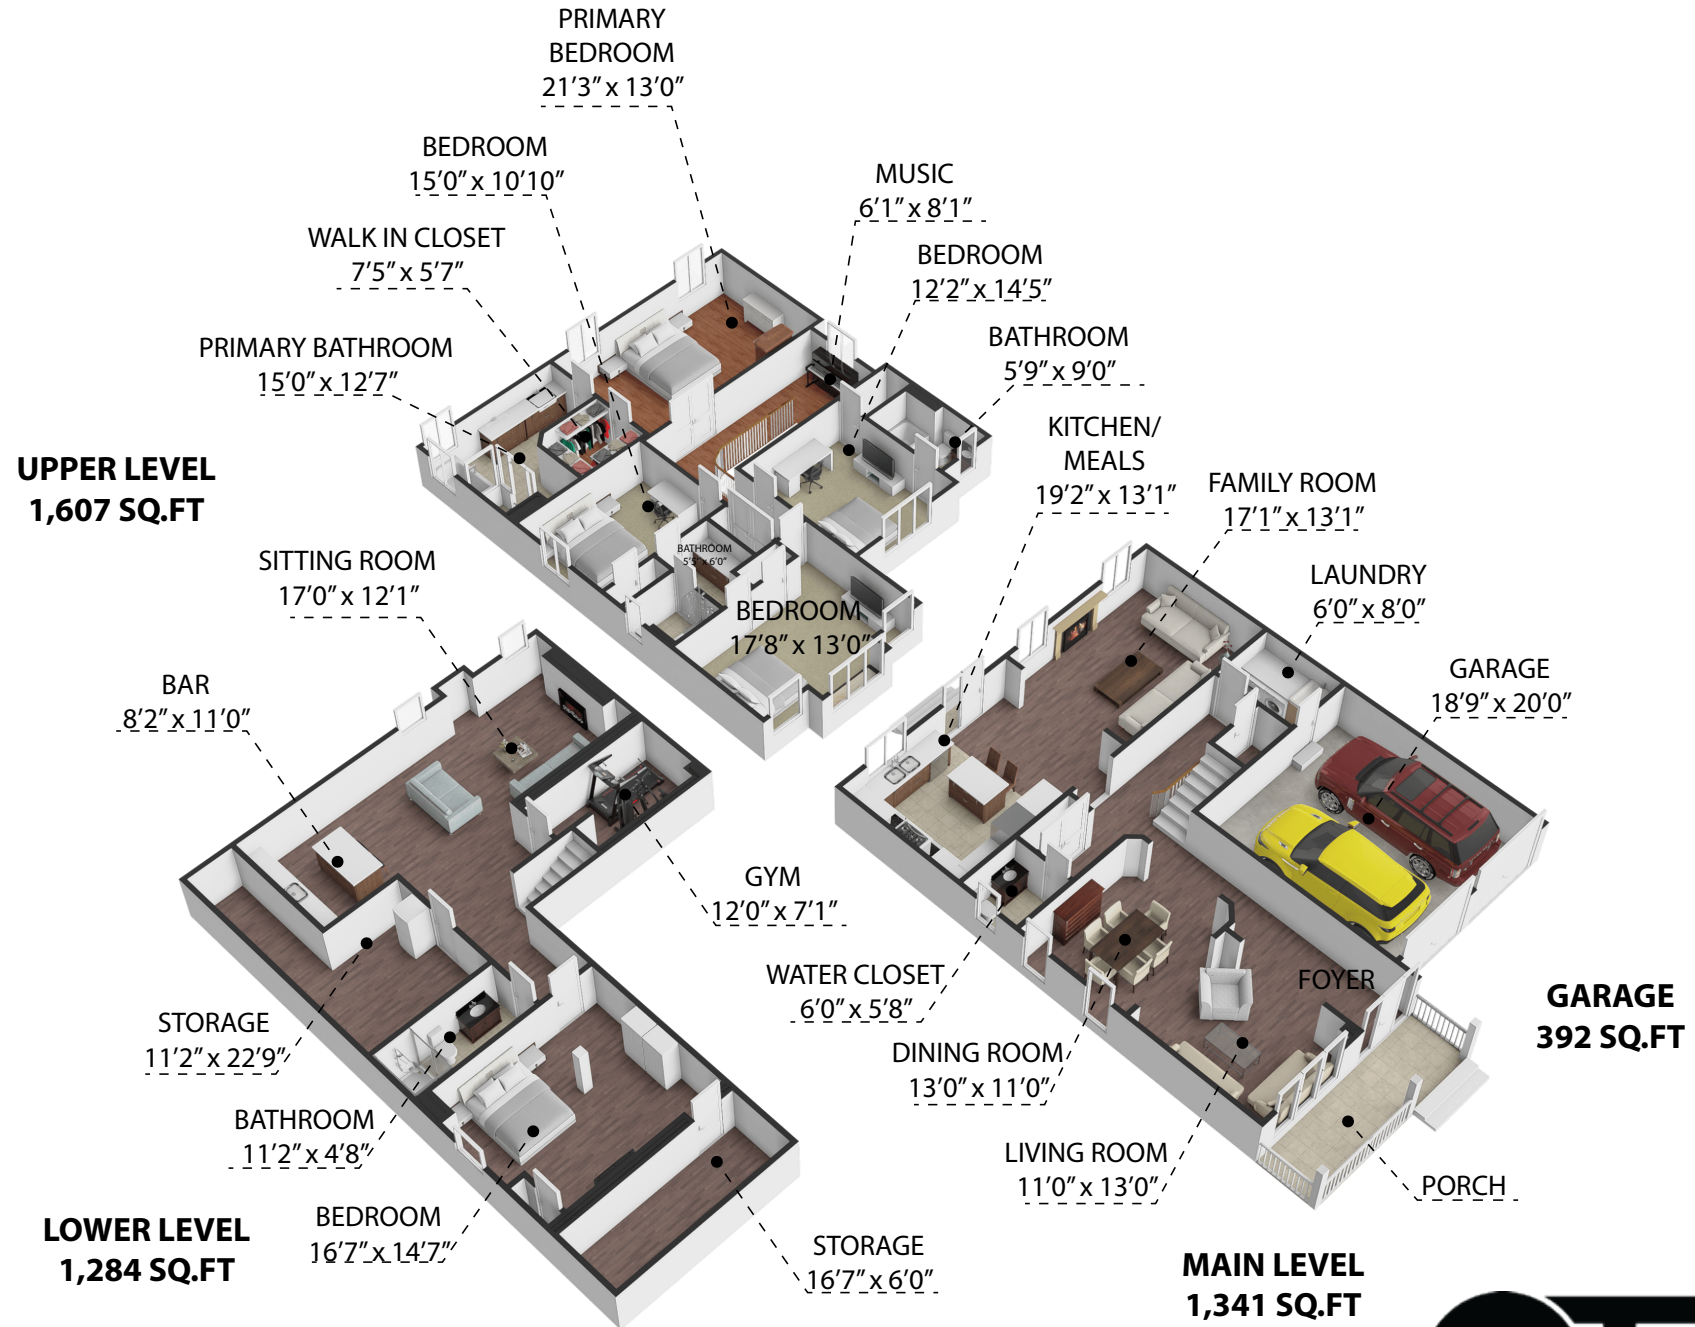 PRIMARY
BEDROOM
21'3" x 13'0"
BEDROOM
15'0" x 10'10"
MUSIC
6'1" x 8'1"
WALK IN CLOSET
7'5" x 5'7"
BEDROOM
12'2" x 14'5"
PRIMARY BATHROOM
15'0" x 12'7"
BATHROOM
5'9" x 9'0"
KITCHEN/
MEALS
19'2" x 13'1"
UPPER LEVEL
1,607 SQ.FT
FAMILY ROOM
17'1" x 13'1"
SITTING ROOM
17'0" x 12'1"
BATHROOM
5'5" x 6'0"
LAUNDRY
6'0" x 8'0"
BEDROOM
17'8" x 13'0"
BAR
8'2" x 11'0"
GARAGE
18'9" x 20'0"
GYM
12'0" x 7'1"
WATER CLOSET
6'0" x 5'8"
FOYER
GARAGE
392 SQ.FT
STORAGE
11'2" x 22'9"
DINING ROOM
13'0" x 11'0"
BATHROOM
11'2" x 4'8"
LIVING ROOM
11'0" x 13'0"
PORCH
LOWER LEVEL
1,284 SQ.FT
BEDROOM
16'7" x 14'7"
STORAGE
16'7" x 6'0"
MAIN LEVEL
1,341 SQ.FT